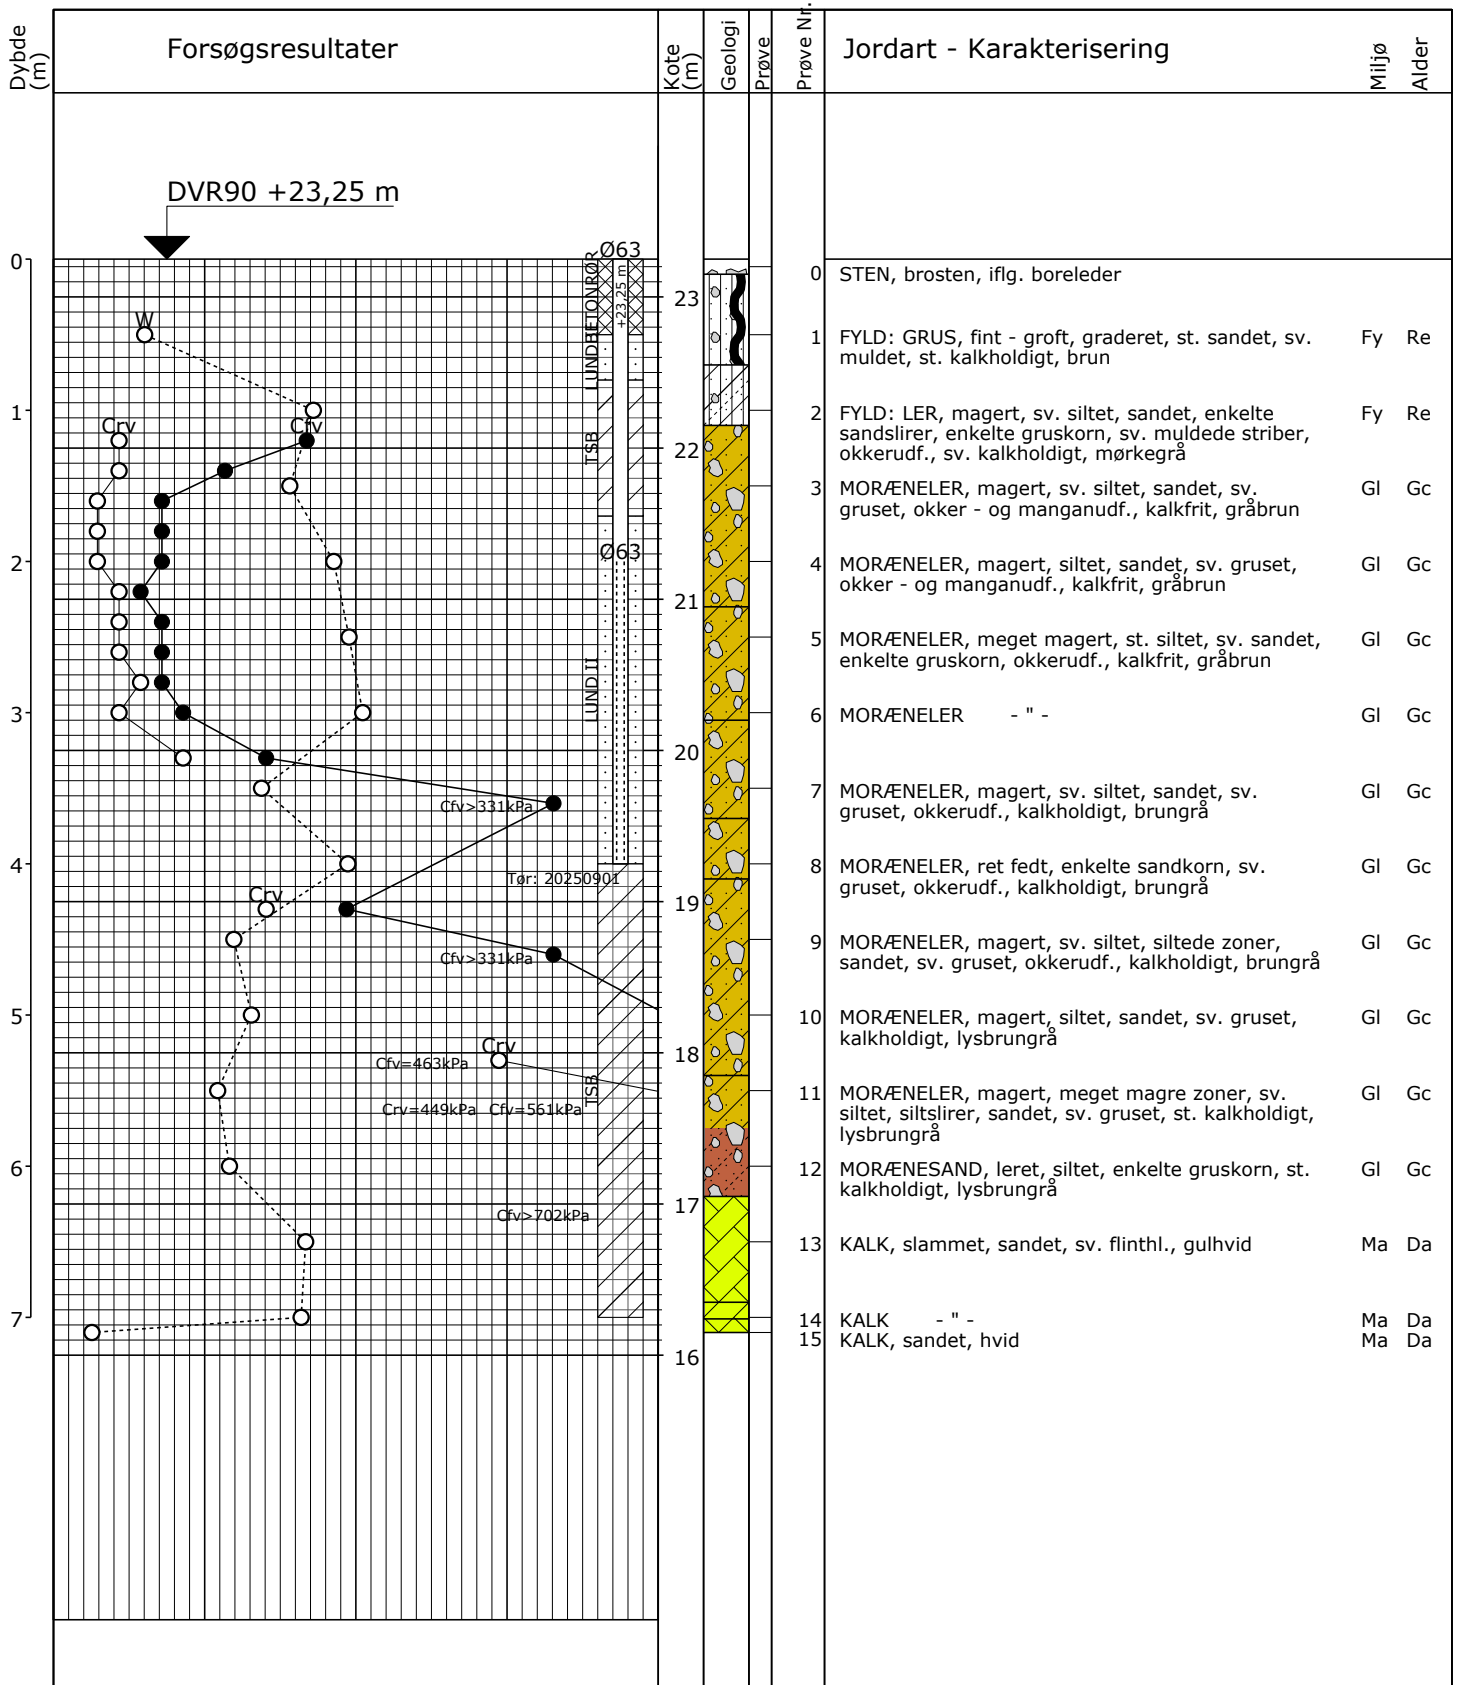 Dybde
(m)
Forsøgsresultater
Kote
(m)
Geologi
Prøve
Prøve Nr.
Jordart - Karakterisering
Miljø
Alder
DVR90 +23,25 m
0
1
2
3
4
5
6
7
W
Crv
Cfv
Cfv>331kPa
Crv
Cfv>331kPa
Crv
Cfv=463kPa
Crv=449kPa Cfv=561kPa
Cfv>702kPa
Tør: 20250901
Ø63
+23,25 m
BETONRØR
LUND
TSB
Ø63
LUND II
TSB
23
22
21
20
19
18
17
16
0 STEN, brosten, iflg. boreleder
1 FYLD: GRUS, fint - groft, graderet, st. sandet, sv. Fy Re
muldet, st. kalkholdigt, brun
2 FYLD: LER, magert, sv. siltet, sandet, enkelte Fy Re
sandslirer, enkelte gruskorn, sv. muldede striber,
okkerudf., sv. kalkholdigt, mørkegrå
3 MORÆNELER, magert, sv. siltet, sandet, sv. Gl Gc
gruset, okker - og manganudf., kalkfrit, gråbrun
4 MORÆNELER, magert, siltet, sandet, sv. gruset, Gl Gc
okker - og manganudf., kalkfrit, gråbrun
5 MORÆNELER, meget magert, st. siltet, sv. sandet, Gl Gc
enkelte gruskorn, okkerudf., kalkfrit, gråbrun
6 MORÆNELER - " - Gl Gc
7 MORÆNELER, magert, sv. siltet, sandet, sv. Gl Gc
gruset, okkerudf., kalkholdigt, brungrå
8 MORÆNELER, ret fedt, enkelte sandkorn, sv. Gl Gc
gruset, okkerudf., kalkholdigt, brungrå
9 MORÆNELER, magert, sv. siltet, siltede zoner, Gl Gc
sandet, sv. gruset, okkerudf., kalkholdigt, brungrå
10 MORÆNELER, magert, siltet, sandet, sv. gruset, Gl Gc
kalkholdigt, lysbrungrå
11 MORÆNELER, magert, meget magre zoner, sv. Gl Gc
siltet, siltslirer, sandet, sv. gruset, st. kalkholdigt,
lysbrungrå
12 MORÆNESAND, leret, siltet, enkelte gruskorn, st. Gl Gc
kalkholdigt, lysbrungrå
13 KALK, slammet, sandet, sv. flinthl., gulhvid Ma Da
14 KALK - " - Ma Da
15 KALK, sandet, hvid Ma Da